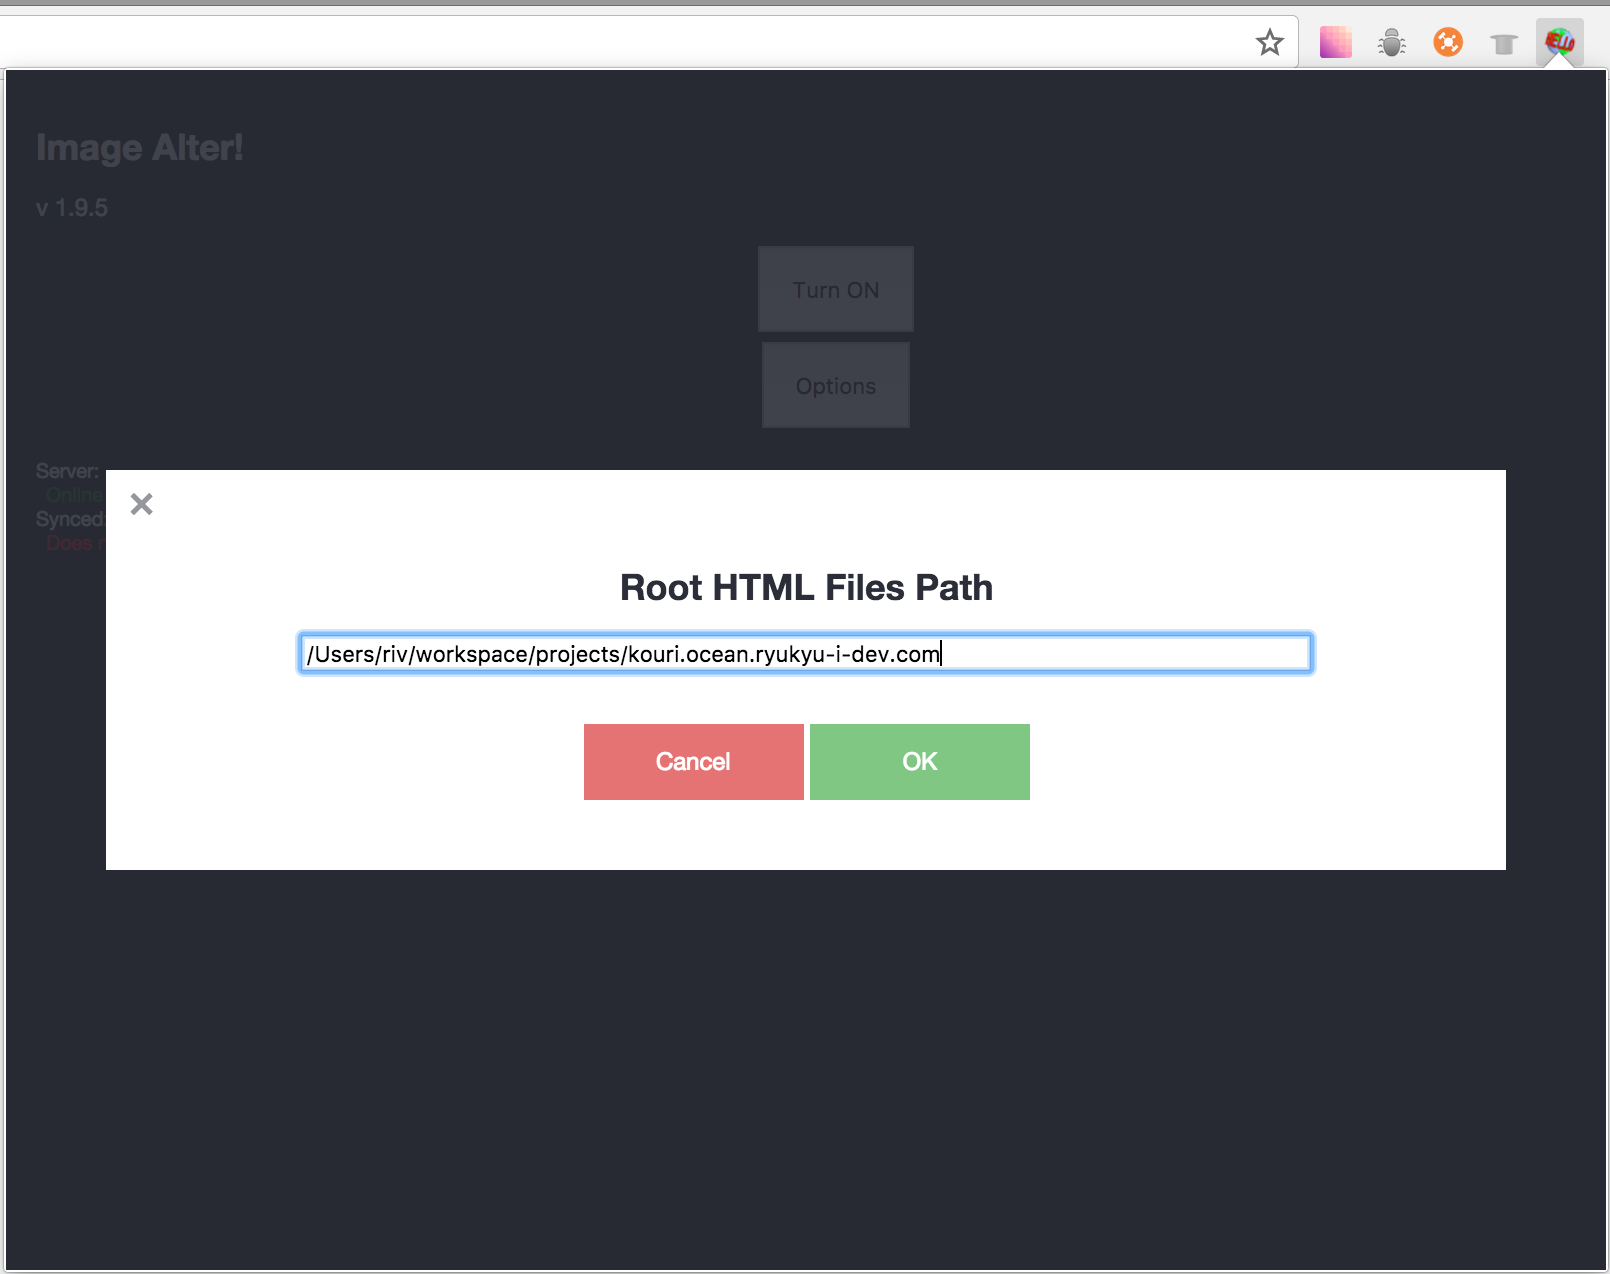 HELLO
Image Alter!
v 1.9.5
Turn ON
Options
Server:
Online
Synced:
Does
Root HTML Files Path
/Users/riv/workspace/projects/kouri.ocean.ryukyu-i-dev.com
Cancel
OK